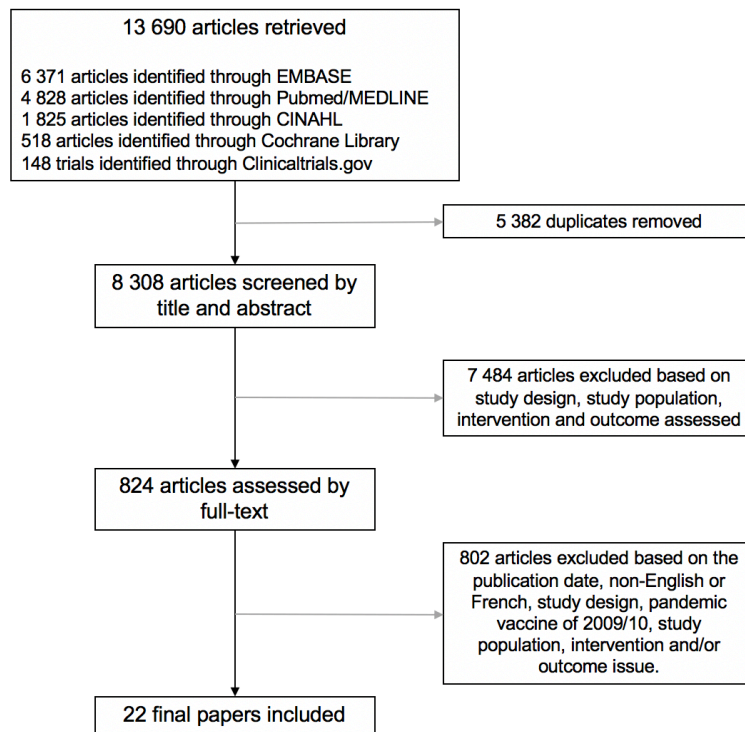 13 690 articles retrieved
6 371 articles identified through EMBASE
4 828 articles identified through Pubmed/MEDLINE
1 825 articles identified through CINAHL
518 articles identified through Cochrane Library
148 trials identified through Clinicaltrials.gov
5 382 duplicates removed
8 308 articles screened by
title and abstract
7 484 articles excluded based on
study design, study population,
intervention and outcome assessed
824 articles assessed by
full-text
802 articles excluded based on the
publication date, non-English or
French, study design, pandemic
vaccine of 2009/10, study
population, intervention and/or
outcome issue.
22 final papers included